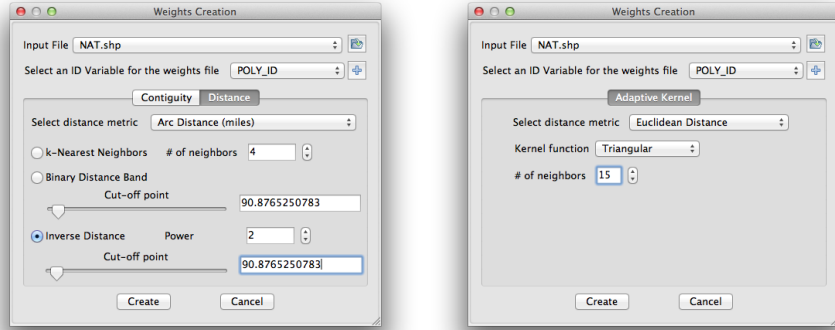 Weights Creation
Input File NAT.shp
Select an ID Variable for the weights file POLY_ID
Contiguity Distance
Select distance metric Arc Distance (miles)
k-Nearest Neighbors # of neighbors 4
Binary Distance Band
Cut-off point
90.8765250783
Inverse Distance Power 2
Cut-off point
90.8765250783
Create Cancel
Weights Creation
Input File NAT.shp
Select an ID Variable for the weights file POLY_ID
Adaptive Kernel
Select distance metric Euclidean Distance
Kernel function Triangular
# of neighbors 15
Create Cancel